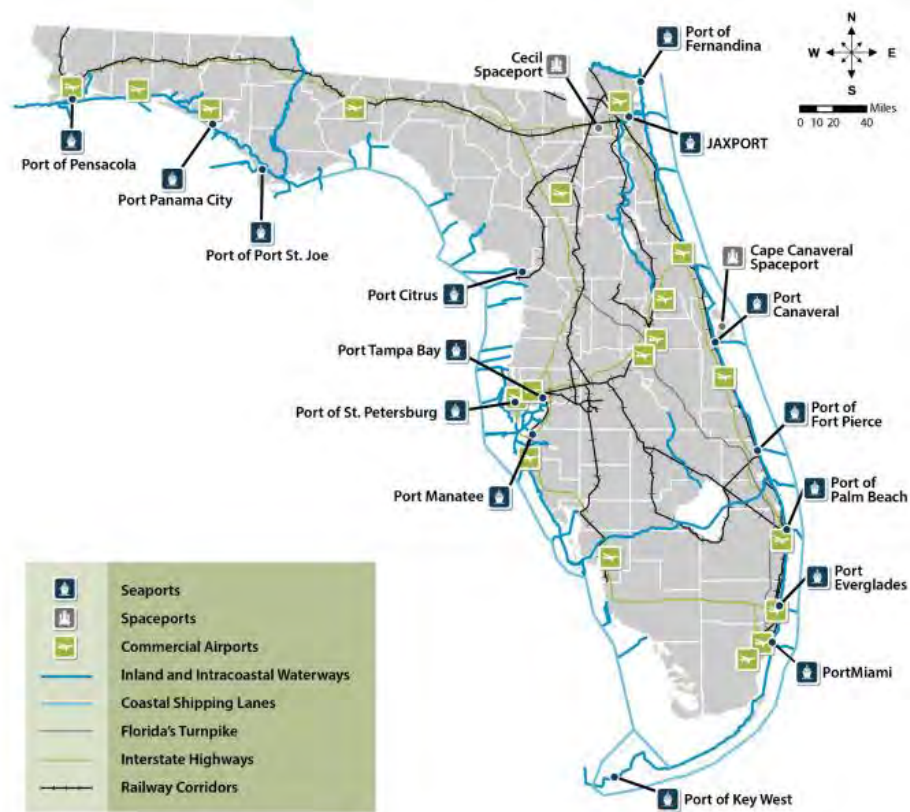 Port of
Fernandina
N
W
E
S
Miles
0 10 20
40
Cecil
Spaceport
JAXPORT
Port of Pensacola
Port Panama City
Port of Port St. Joe
Cape Canaveral
Spaceport
Port Citrus
Port
Canaveral
Port Tampa Bay
Port of St. Petersburg
Port of
Fort Pierce
Port Manatee
Port of
Palm Beach
Port
Everglades
PortMiami
Port of Key West
Seaports
Spaceports
Commercial Airports
Inland and Intracoastal Waterways
Coastal Shipping Lanes
Florida's Turnpike
Interstate Highways
Railway Corridors